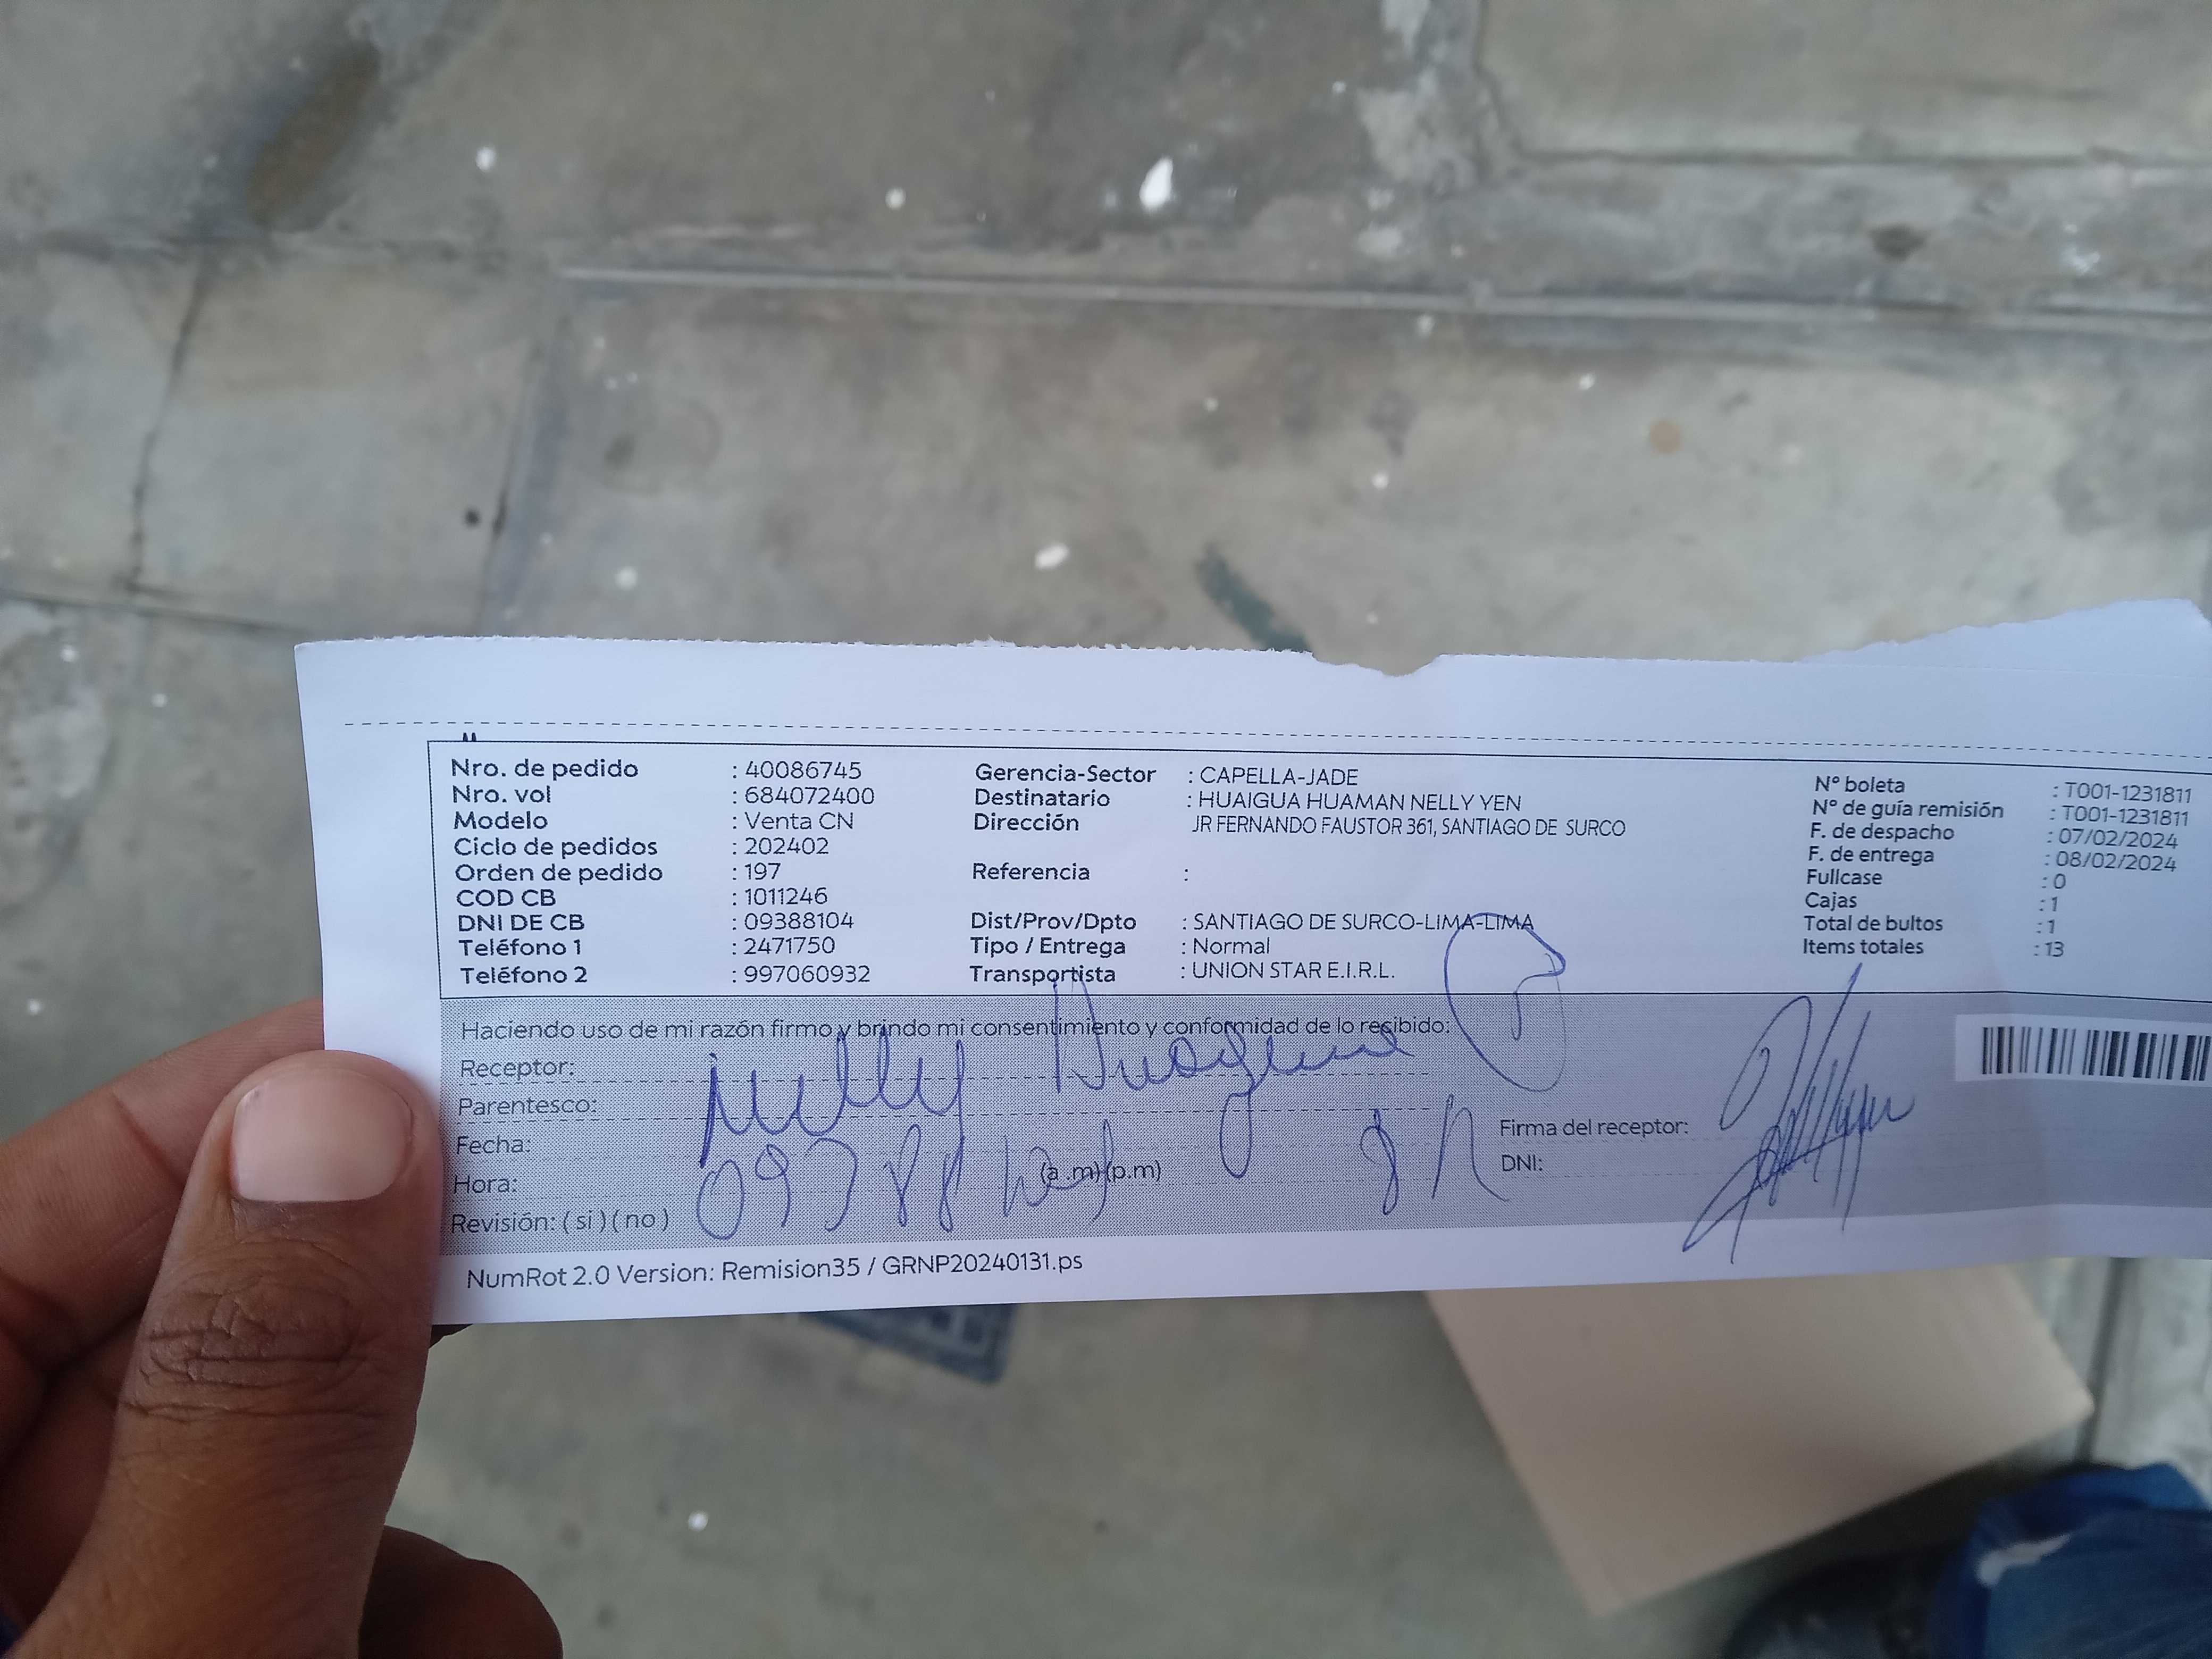 Nro. de pedido : 40086745
Nro. vol : 684072400
Modelo : Venta CN
Ciclo de pedidos : 202402
Orden de pedido : 197
COD CB : 1011246
DNI DE CB : 09388104
Teléfono 1 : 2471750
Teléfono 2 : 997060932
Gerencia-Sector : CAPELLA-JADE
Destinatario : HUAIGUA HUAMAN NELLY YEN
Dirección JR FERNANDO FAUSTOR 361, SANTIAGO DE SURCO
Referencia :
Dist/Prov/Dpto : SANTIAGO DE SURCO-LIMA-LIMA
Tipo / Entrega : Normal
Transportista : UNION STAR E.I.R.L.
N° boleta : T001-1231811
N° de guía remisión : T001-1231811
F. de despacho : 07/02/2024
F. de entrega : 08/02/2024
Fullcase : 0
Cajas : 1
Total de bultos : 1
Items totales : 13
Haciendo uso de mi razón firmo y brindo mi consentimiento y conformidad de lo recibido:
Receptor: Nelly
Parentesco:
Fecha:
Hora: (a.m)(p.m)
Revisión: ( si ) ( no )
Firma del receptor:
DNI:
NumRot 2.0 Version: Remision35 / GRNP20240131.ps